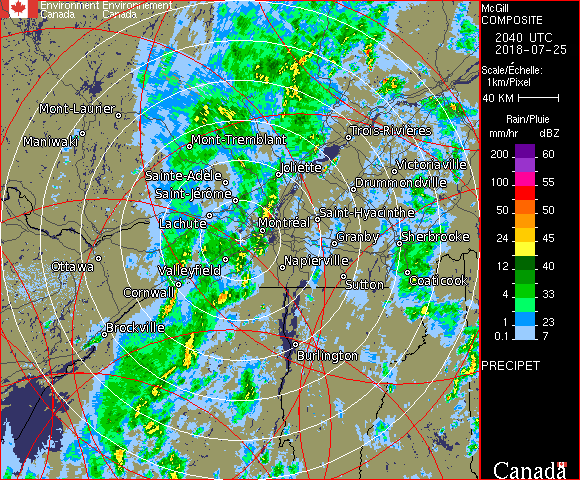 Environment Environnement
Canada Canada
Mont-Laurier
Maniwaki
Mont-Tremblant
Trois-Rivières
Joliette
Victoriaville
Sainte-Adèle
Drummondville
Saint-Jérôme
Saint-Hyacinthe
Lachute
Montréal
Granby
Sherbrooke
Ottawa
Valleyfield
Napierville
Sutton
Coaticook
Cornwall
Brockville
Burlington
McGill
COMPOSITE
2040 UTC
2018-07-25
Scale/Échelle:
1km/Pixel
40 KM
Rain/Pluie
mm/hr dBZ
200 60
100 55
50 50
24 45
12 40
4 33
1 23
0.1 7
PRECIPET
Canada